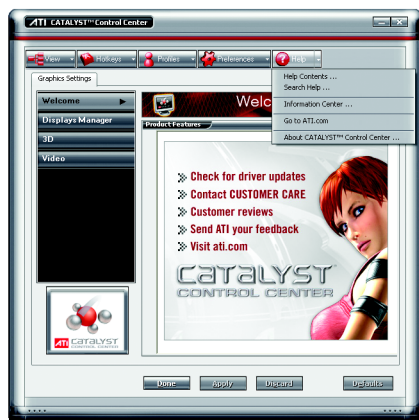 ATI CATALYST™ Control Center
View
Hotkeys
Profiles
Preferences
Help
Graphics Settings
Help Contents ...
Search Help ...
Information Center ...
Go to ATI.com
About CATALYST™ Control Center ...
Welcome
Displays Manager
3D
Video
Welc
Product Features
Check for driver updates
Contact CUSTOMER CARE
Customer reviews
Send ATI your feedback
Visit ati.com
CATALYST
CONTROL CENTER
ATI CATALYST
CONTROL CENTER
Done
Apply
Discard
Defaults